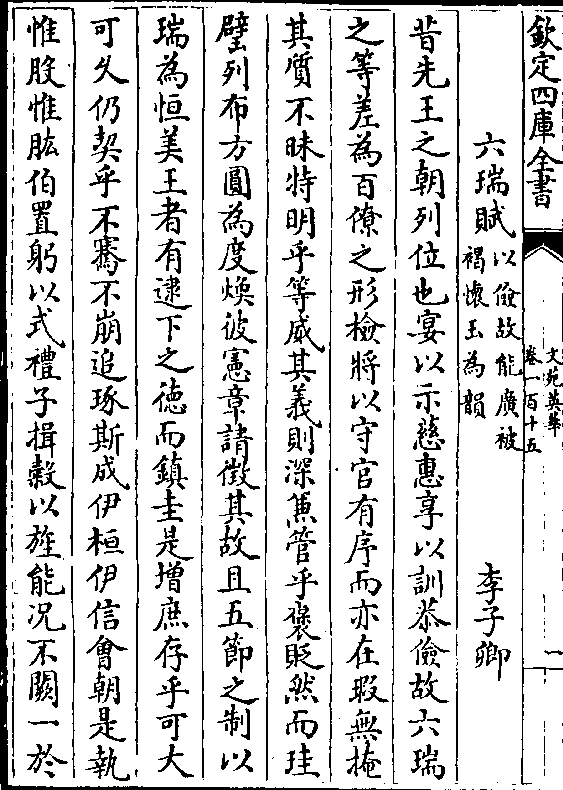 欽定四庫全書
文苑英華
卷一百十五
一
六瑞賦以儉故能廣被
褐懷玉為韻
李子卿
昔先王之朝列位也宴以示慈惠享以訓恭儉故六瑞
之等差為百僚之形檢將以守官有序而亦在瑕無掩
其質不昧特明乎等威其義則深兼管乎褒貶然而珪
璧列布方圓為度煥彼憲章請徵其故且五節之制以
瑞為恒美王者有逮下之德而鎮圭是增庶存乎可大
可久仍契乎不騫不崩追琢斯成伊桓伊信會朝是執
惟股惟肱伯置躬以式禮子揖榖以旌能况不闕一於